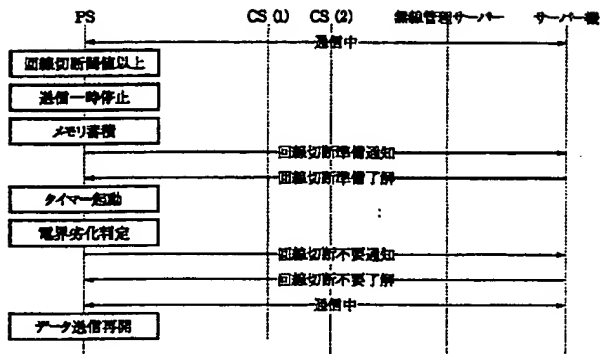 PS CS (1) CS (2) 無線管理サーバー サーバー機
通信中
回線切断閾値以上
送信一時停止
メモリ蓄積
回線切断準備通知
回線切断準備了解
タイマー起動
電界劣化判定
回線切断不要通知
回線切断不要了解
通信中
データ送信再開